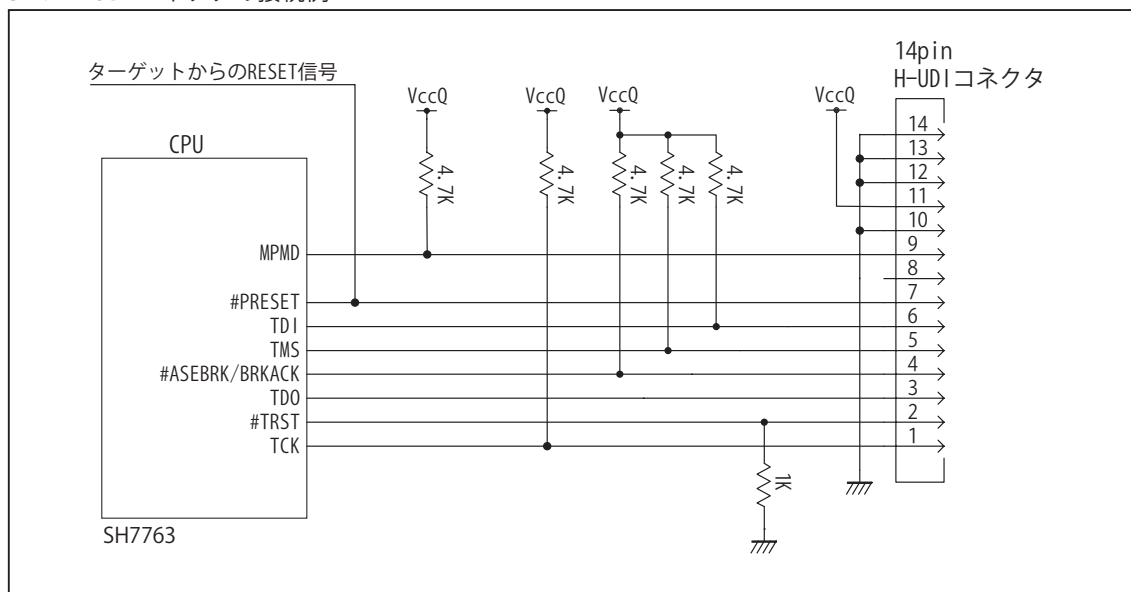 14pin
H-UDIコネクタ
ターゲットからのRESET信号
VccQ
VccQ
VccQ
VccQ
CPU
4.7K
4.7K
4.7K
4.7K
4.7K
14
13
12
11
10
9
8
7
6
5
4
3
2
1
MPMD
#PRESET
TDI
TMS
#ASEBRK/BRKACK
TDO
#TRST
TCK
1K
SH7763